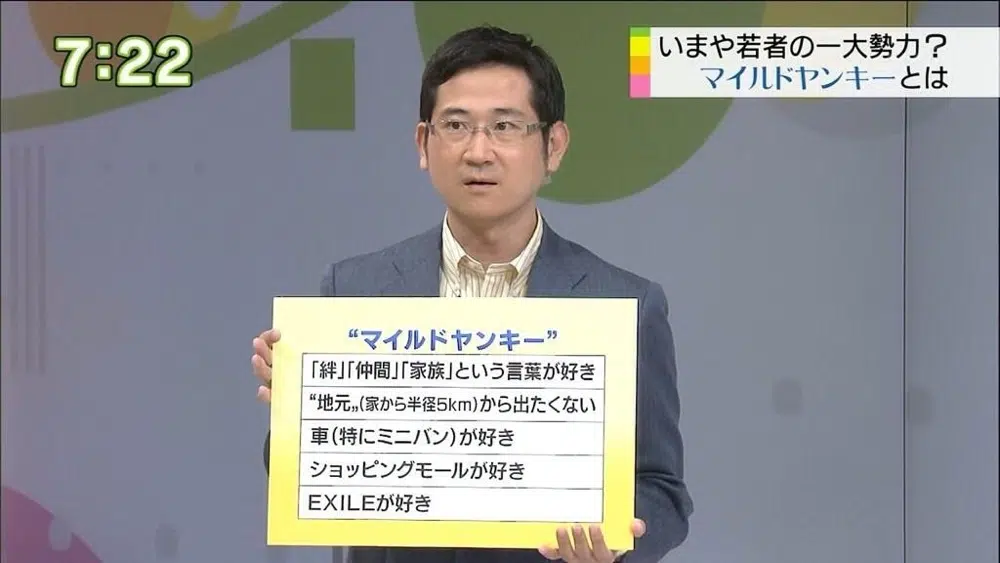 7:22
いまや若者の一大勢力？
マイルドヤンキーとは
“マイルドヤンキー”
「絆」「仲間」「家族」という言葉が好き
“地元„(家から半径5km)から出たくない
車(特にミニバン)が好き
ショッピングモールが好き
EXILEが好き